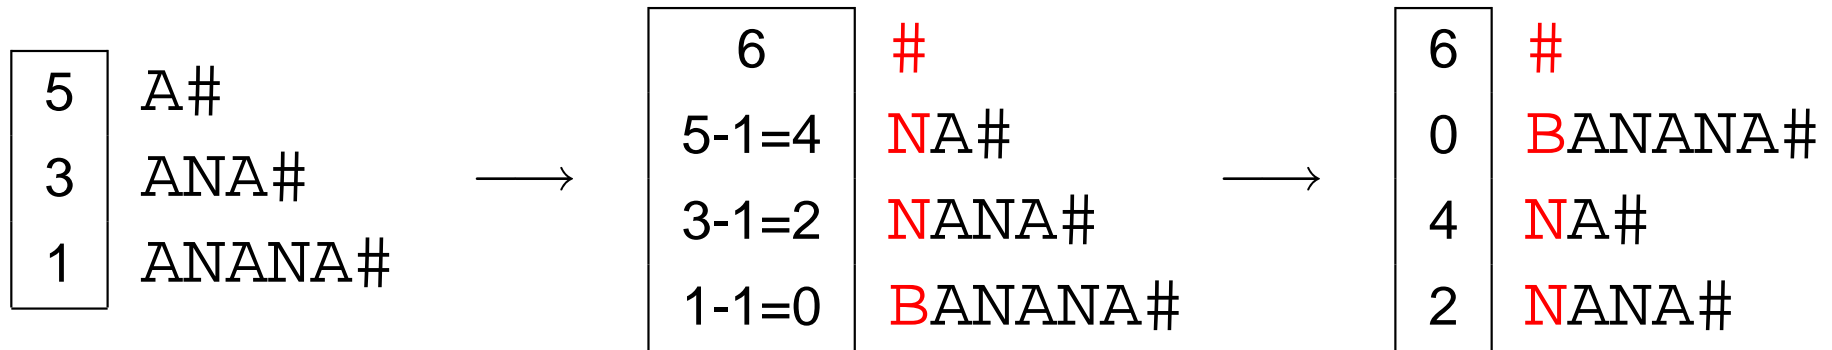 5 A#
3 ANA#
1 ANANA#
6 #
5-1=4 NA#
3-1=2 NANA#
1-1=0 BANANA#
6 #
0 BANANA#
4 NA#
2 NANA#